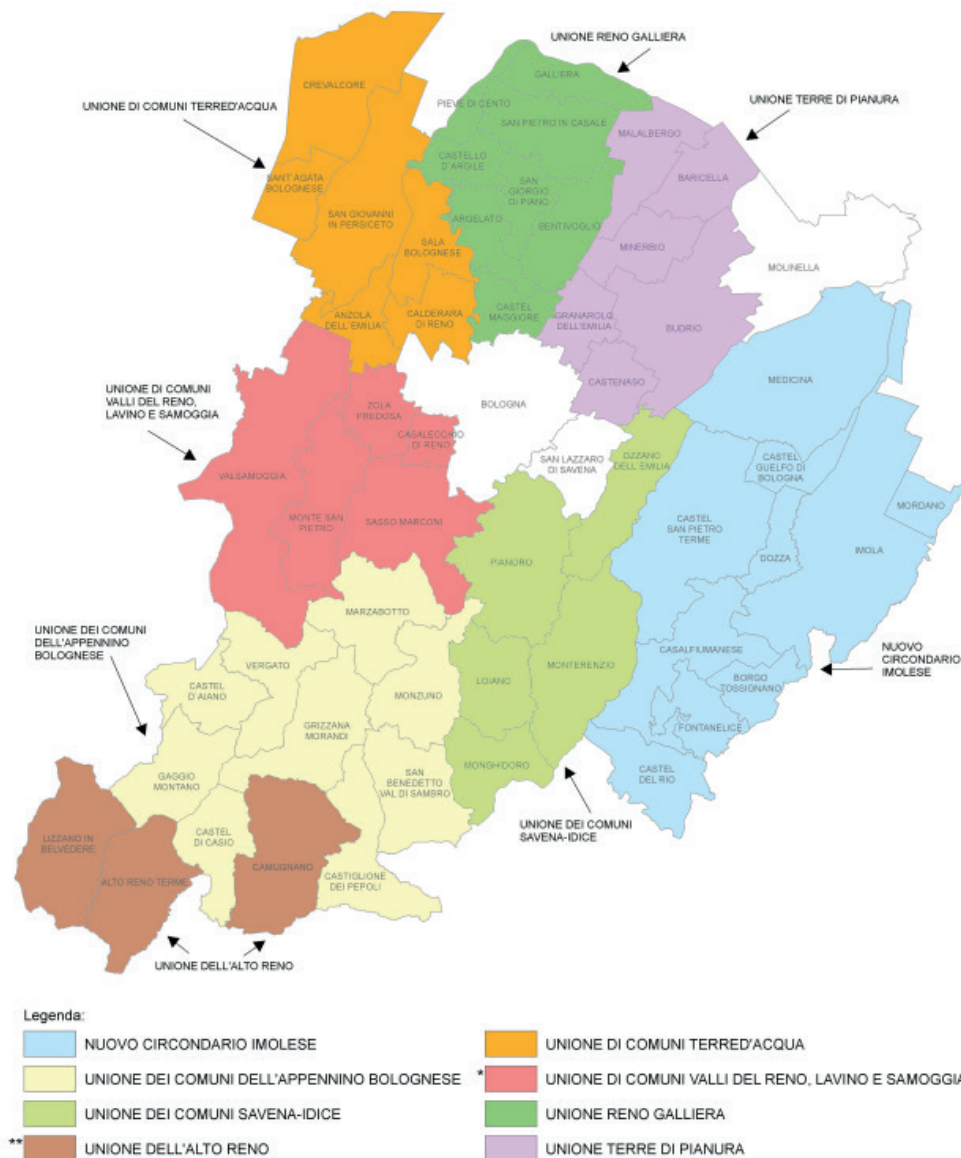 UNIONE RENO GALLIERA
CREVALCORE
GALLIERA
UNIONE DI COMUNI TERRED'ACQUA
PIEVE DI CENTO
UNIONE TERRE DI PIANURA
SAN PIETRO IN CASALE
MALALBERGO
CASTELLO
D'ARGILE
SANT'AGATA
BOLOGNESE
BARICELLA
SAN
GIORGIO
DI PIANO
SAN GIOVANNI
IN PERSICETO
ARGELATO
BENTIVOGLIO
SALA
BOLOGNESE
MINERBIO
MOLINELLA
CASTEL
MAGGIORE
ANZOLA
DELL'EMILIA
CALDERARA
DI RENO
GRANAROLO
DELL'EMILIA
BUDRIO
UNIONE DI COMUNI
VALLI DEL RENO,
LAVINO E SAMOGGIA
CASTENASO
MEDICINA
ZOLA
PREDOSA
BOLOGNA
CASALECCHIO
DI RENO
SAN LAZZARO
DI SAVENA
OZZANO
DELL'EMILIA
CASTEL
GUELFO DI
BOLOGNA
VALSAMOGGIA
MORDANO
MONTE SAN
PIETRO
SASSO MARCONI
CASTEL
SAN PIETRO
TERME
DOZZA
IMOLA
PIANORO
MARZABOTTO
UNIONE DEI COMUNI
DELL'APPENNINO
BOLOGNESE
VERGATO
CASALFIUMANESE
NUOVO
CIRCONDARIO
IMOLESE
MONTERENZIO
CASTEL
D'AIANO
MONZUNO
LOIANO
BORGO
TOSSIGNANO
GRIZZANA
MORANDI
FONTANELICE
GAGGIO
MONTANO
SAN
BENEDETTO
VAL DI SAMBRO
MONGHIDORO
CASTEL
DEL RIO
UNIONE DEI COMUNI
SAVENA-IDICE
LIZZANO IN
BELVEDERE
CASTEL
DI CASIO
CAMUGNANO
ALTO RENO TERME
CASTIGLIONE
DEI PEPOLI
UNIONE DELL'ALTO RENO
Legenda:
NUOVO CIRCONDARIO IMOLESE
UNIONE DEI COMUNI DELL'APPENNINO BOLOGNESE
UNIONE DEI COMUNI SAVENA-IDICE
** UNIONE DELL'ALTO RENO
UNIONE DI COMUNI TERRED'ACQUA
* UNIONE DI COMUNI VALLI DEL RENO, LAVINO E SAMOGGIA
UNIONE RENO GALLIERA
UNIONE TERRE DI PIANURA